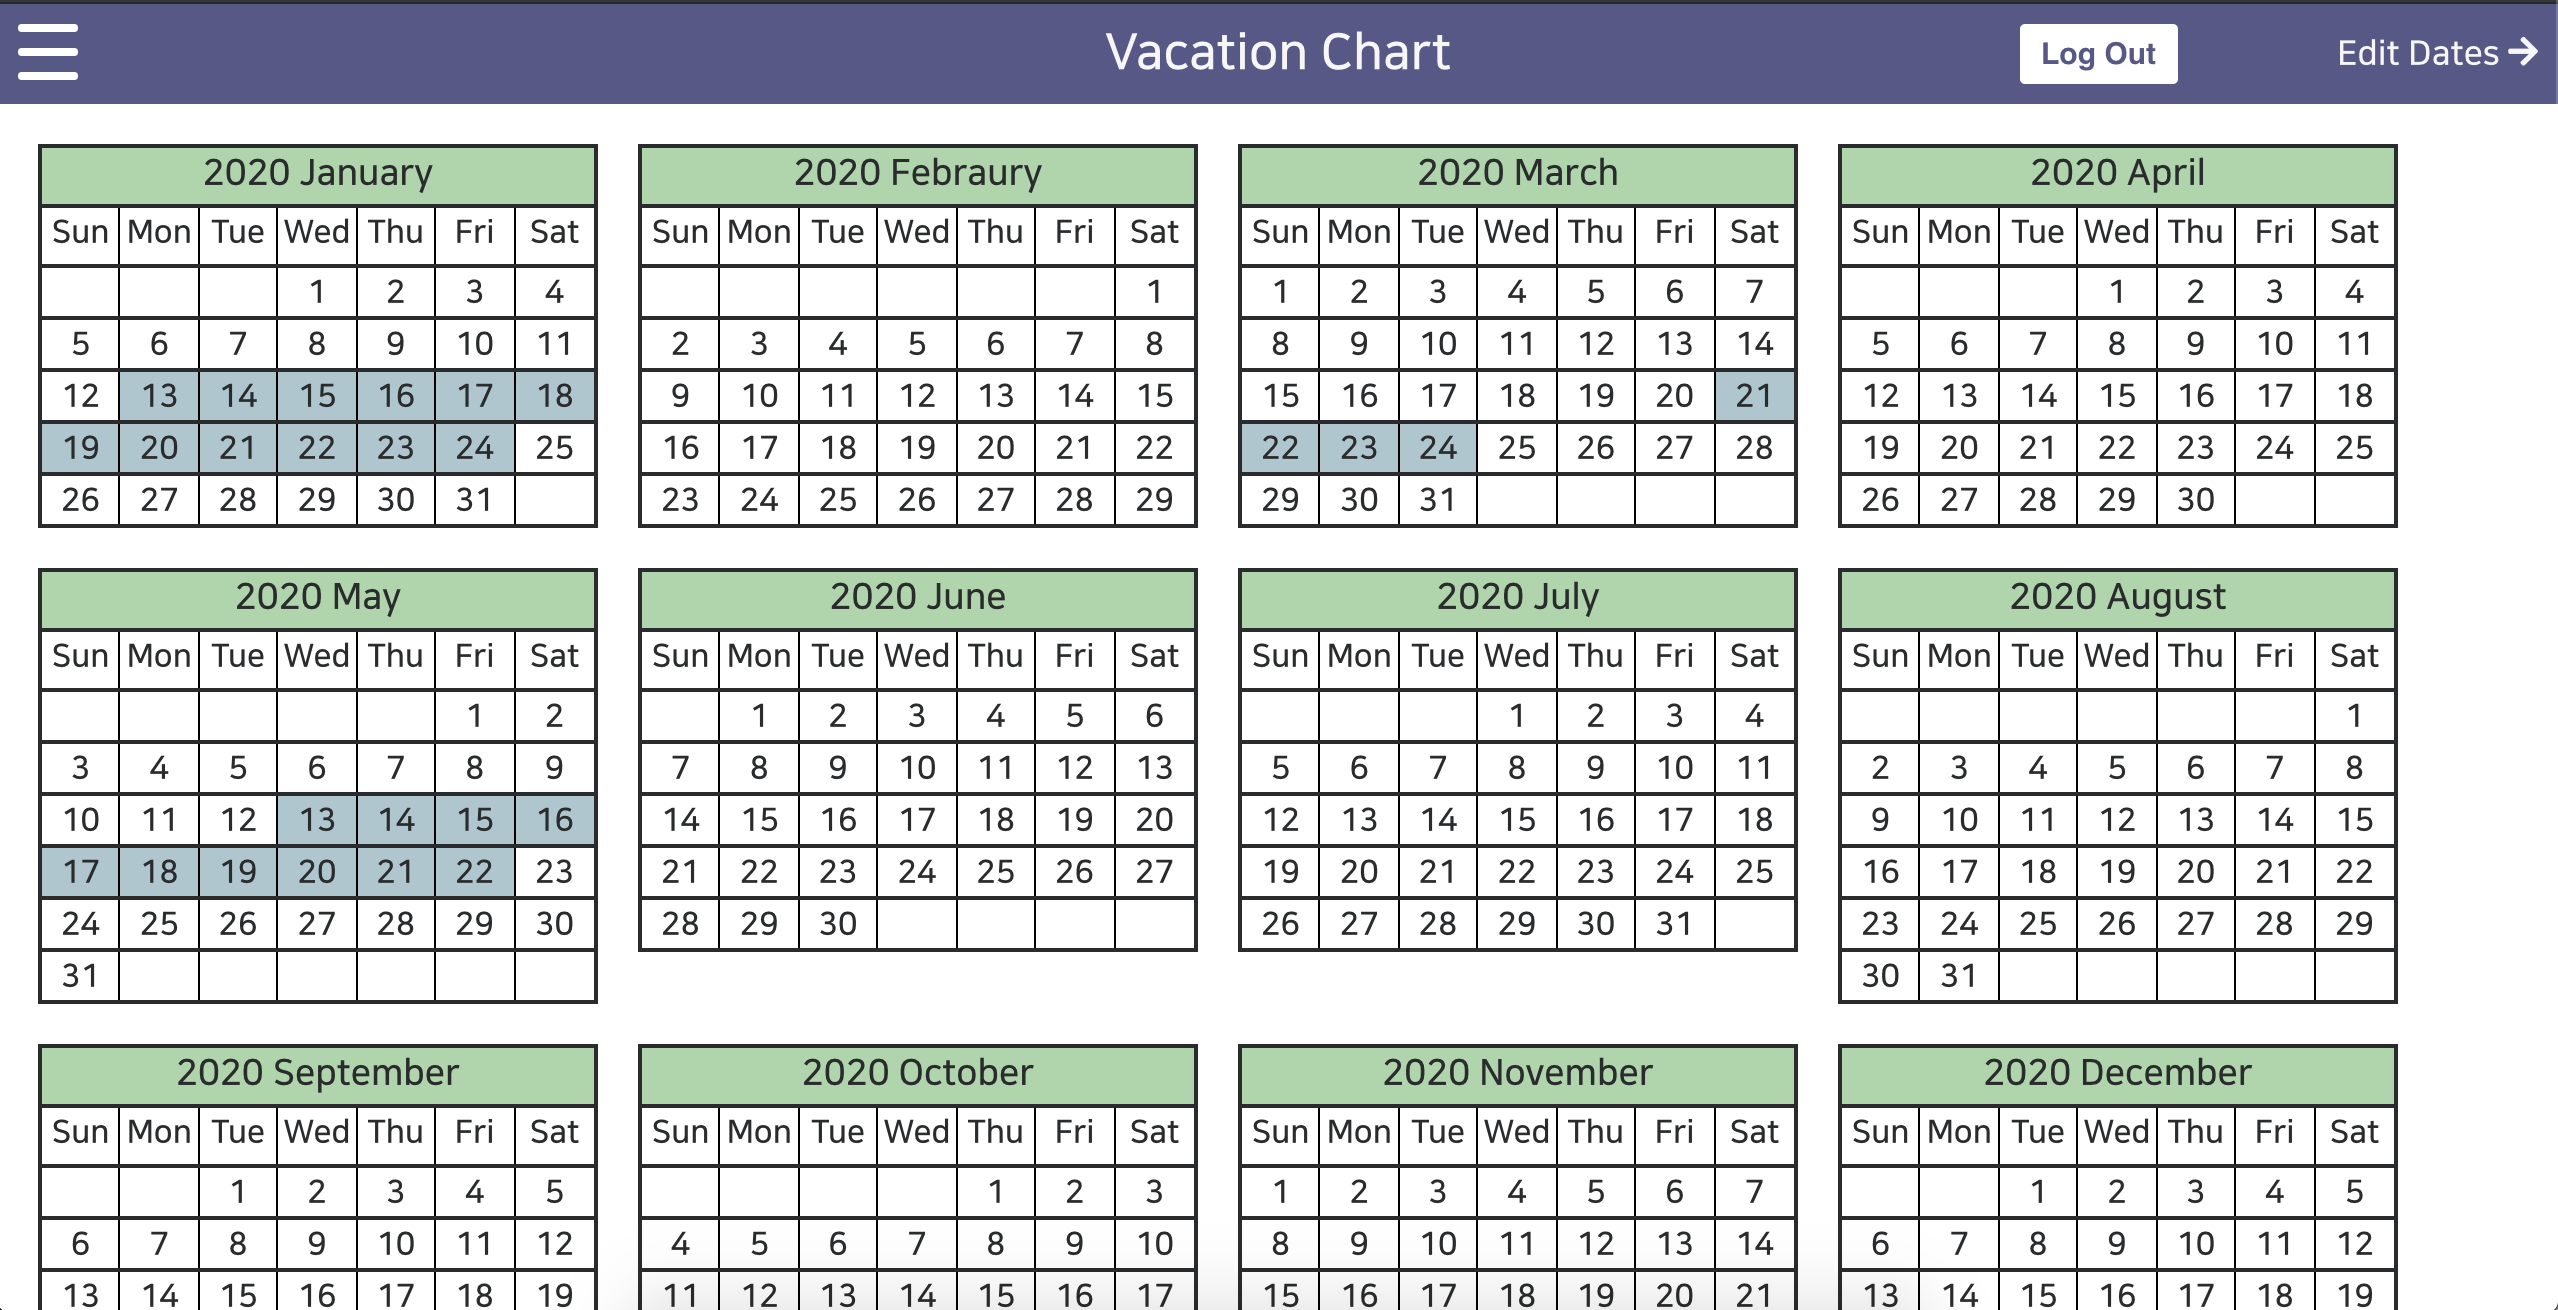 Vacation Chart
Log Out
Edit Dates
2020 January
Sun Mon Tue Wed Thu Fri Sat
1 2 3 4
5 6 7 8 9 10 11
12 13 14 15 16 17 18
19 20 21 22 23 24 25
26 27 28 29 30 31
2020 Febraury
Sun Mon Tue Wed Thu Fri Sat
1
2 3 4 5 6 7 8
9 10 11 12 13 14 15
16 17 18 19 20 21 22
23 24 25 26 27 28 29
2020 March
Sun Mon Tue Wed Thu Fri Sat
1 2 3 4 5 6 7
8 9 10 11 12 13 14
15 16 17 18 19 20 21
22 23 24 25 26 27 28
29 30 31
2020 April
Sun Mon Tue Wed Thu Fri Sat
1 2 3 4
5 6 7 8 9 10 11
12 13 14 15 16 17 18
19 20 21 22 23 24 25
26 27 28 29 30
2020 May
Sun Mon Tue Wed Thu Fri Sat
1 2
3 4 5 6 7 8 9
10 11 12 13 14 15 16
17 18 19 20 21 22 23
24 25 26 27 28 29 30
31
2020 June
Sun Mon Tue Wed Thu Fri Sat
1 2 3 4 5 6
7 8 9 10 11 12 13
14 15 16 17 18 19 20
21 22 23 24 25 26 27
28 29 30
2020 July
Sun Mon Tue Wed Thu Fri Sat
1 2 3 4
5 6 7 8 9 10 11
12 13 14 15 16 17 18
19 20 21 22 23 24 25
26 27 28 29 30 31
2020 August
Sun Mon Tue Wed Thu Fri Sat
1
2 3 4 5 6 7 8
9 10 11 12 13 14 15
16 17 18 19 20 21 22
23 24 25 26 27 28 29
30 31
2020 September
Sun Mon Tue Wed Thu Fri Sat
1 2 3 4 5
6 7 8 9 10 11 12
13 14 15 16 17 18 19
2020 October
Sun Mon Tue Wed Thu Fri Sat
1 2 3
4 5 6 7 8 9 10
11 12 13 14 15 16 17
2020 November
Sun Mon Tue Wed Thu Fri Sat
1 2 3 4 5 6 7
8 9 10 11 12 13 14
15 16 17 18 19 20 21
2020 December
Sun Mon Tue Wed Thu Fri Sat
1 2 3 4 5
6 7 8 9 10 11 12
13 14 15 16 17 18 19